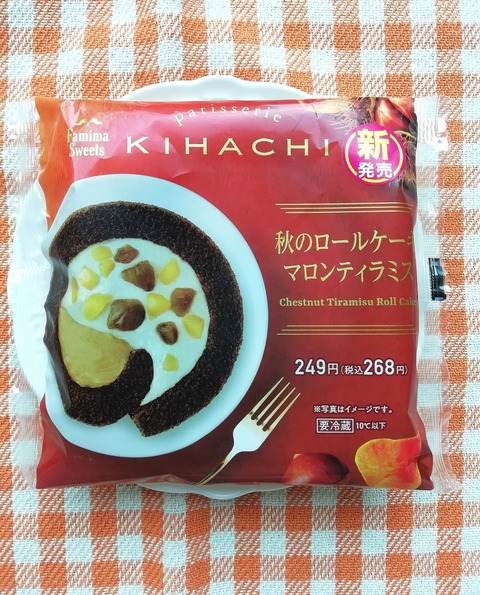 Famima
Sweets
patisserie
KIHACHI
新
発売
秋のロールケーキ
マロンティラミス
Chestnut Tiramisu Roll Cake
249円(税込268円)
※写真はイメージです。
要冷蔵 10℃以下